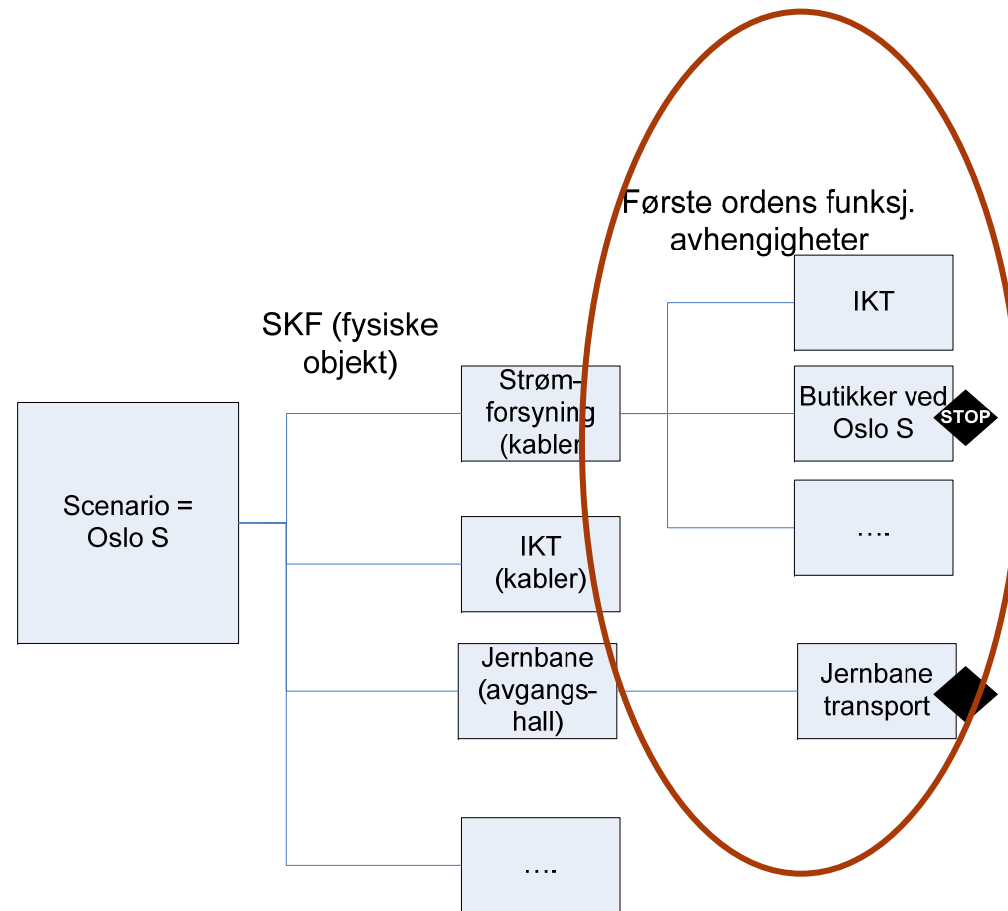 Første ordens funksj.
avhengigheter
IKT
SKF (fysiske
objekt)
Strøm-
forsyning
(kabler
Butikker ved
Oslo S
STOP
Scenario =
Oslo S
….
IKT
(kabler)
Jernbane
(avgangs-
hall)
Jernbane
transport
….